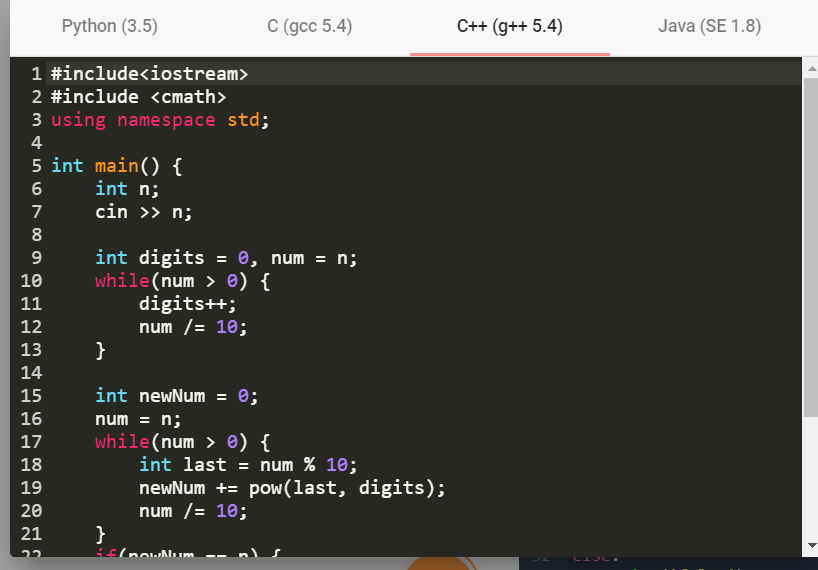 Python (3.5) C (gcc 5.4) C++ (g++ 5.4) Java (SE 1.8)
1 #include<iostream>
2 #include <cmath>
3 using namespace std;
4
5 int main() {
6     int n;
7     cin >> n;
8
9     int digits = 0, num = n;
10     while(num > 0) {
11         digits++;
12         num /= 10;
13     }
14
15     int newNum = 0;
16     num = n;
17     while(num > 0) {
18         int last = num % 10;
19         newNum += pow(last, digits);
20         num /= 10;
21     }
22     if(newNum == n) {
else: